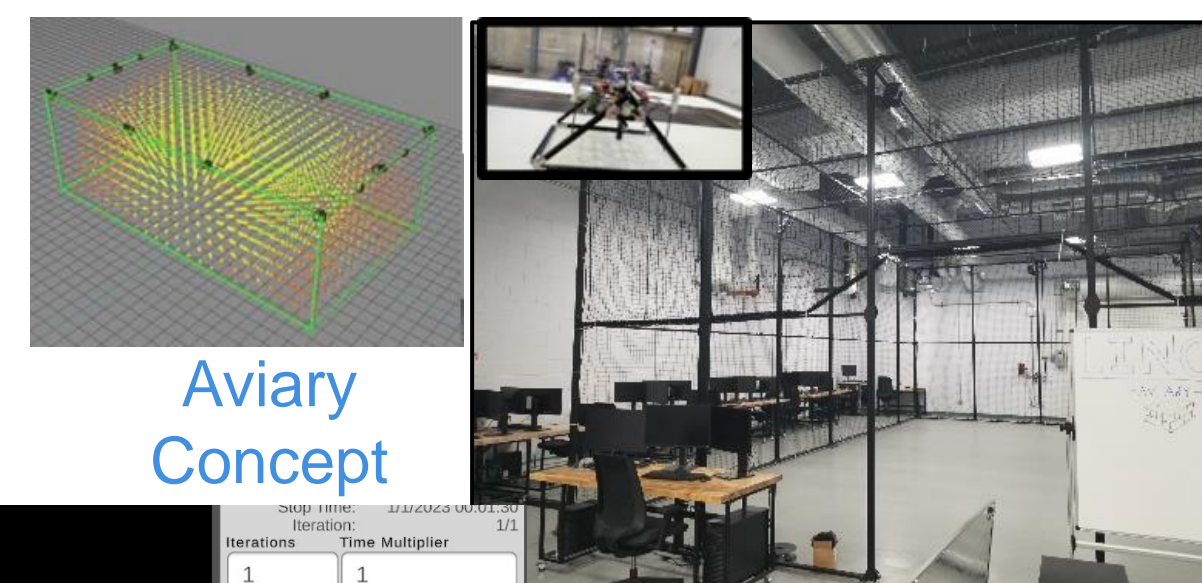 Aviary
Concept
Stop Time: 1/1/2023 00:01:30
Iteration: 1/1
Iterations Time Multiplier
1 1